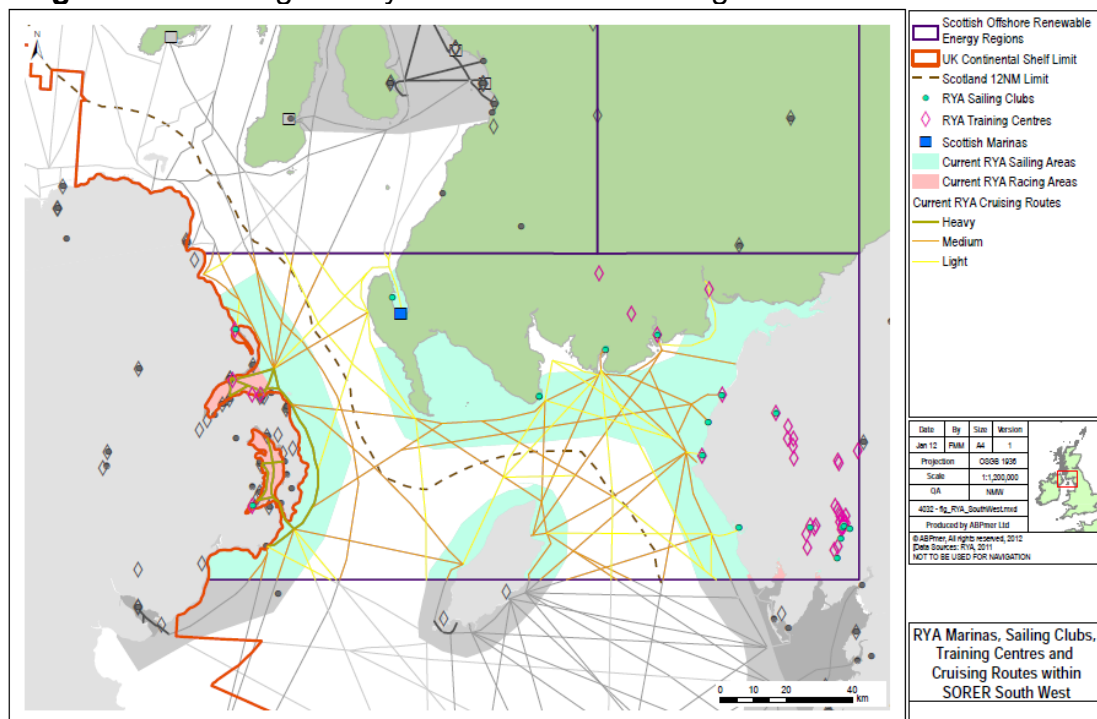 N
Scottish Offshore Renewable
Energy Regions
UK Continental Shelf Limit
Scotland 12NM Limit
RYA Sailing Clubs
RYA Training Centres
Scottish Marinas
Current RYA Sailing Areas
Current RYA Racing Areas
Current RYA Cruising Routes
Heavy
Medium
Light
Date By Size Version
Jan 12 FMM A4 1
Projection OSGB 1936
Scale 1:1,200,000
QA NMW
4032 - fig_RYA_SouthWest.mxd
Produced by ABPmer Ltd
© ABPmer, All rights reserved, 2012
Data Sources: RYA, 2011
NOT TO BE USED FOR NAVIGATION
RYA Marinas, Sailing Clubs,
Training Centres and
Cruising Routes within
SORER South West
0 10 20 40
km